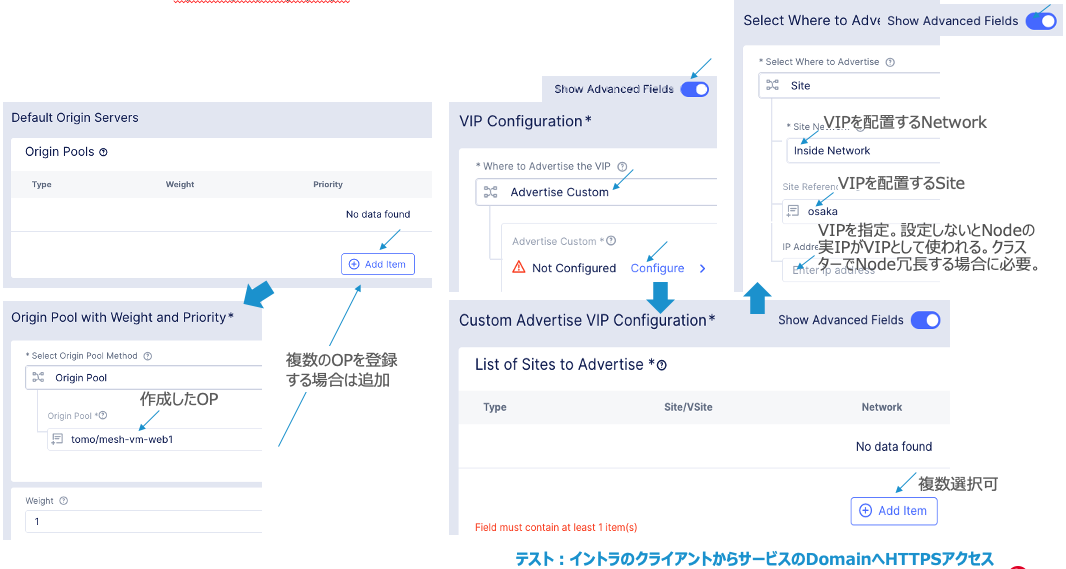 Default Origin Servers
Origin Pools
Type Weight Priority
No data found
Add Item
Origin Pool with Weight and Priority*
* Select Origin Pool Method
Origin Pool
作成したOP
Origin Pool *
tomo/mesh-vm-web1
Weight
1
複数のOPを登録
する場合は追加
Show Advanced Fields
VIP Configuration*
* Where to Advertise the VIP
Advertise Custom
Advertise Custom *
Not Configured Configure
Select Where to Adve Show Advanced Fields
* Select Where to Advertise
Site
* Site Ne
VIPを配置するNetwork
Inside Network
Site Referenc
VIPを配置するSite
osaka
VIPを指定。設定しないとNodeの
IP Addre
実IPがVIPとして使われる。クラス
ターでNode冗長する場合に必要。
Enter ip address
Custom Advertise VIP Configuration* Show Advanced Fields
List of Sites to Advertise *
Type Site/VSite Network
No data found
複数選択可
Add Item
Field must contain at least 1 item(s)
テスト：イントラのクライアントからサービスのDomainへHTTPSアクセス